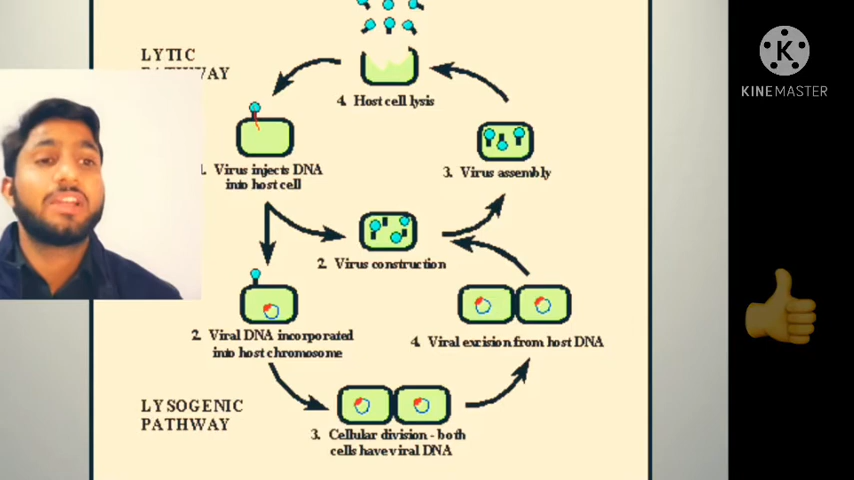 LYTIC
PATHWAY
4. Host cell lysis
1. Virus injects DNA
into host cell
3. Virus assembly
2. Virus construction
2. Viral DNA incorporated
into host chromosome
4. Viral excision from host DNA
LYSOGENIC
PATHWAY
3. Cellular division - both
cells have viral DNA
K
KINEMASTER